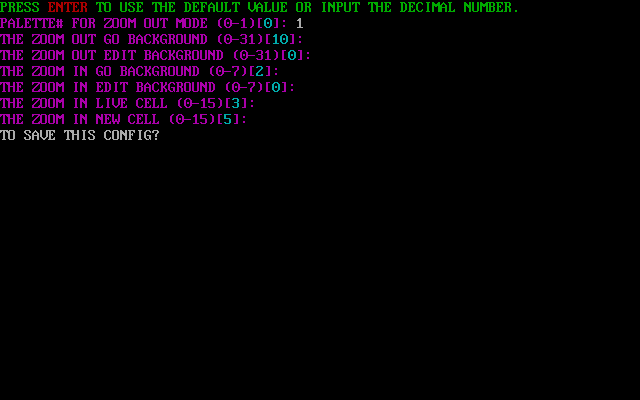 PRESS ENTER TO USE THE DEFAULT VALUE OR INPUT THE DECIMAL NUMBER.
PALETTE# FOR ZOOM OUT MODE (0-1)[0]: 1
THE ZOOM OUT GO BACKGROUND (0-31)[10]:
THE ZOOM OUT EDIT BACKGROUND (0-31)[0]:
THE ZOOM IN GO BACKGROUND (0-7)[2]:
THE ZOOM IN EDIT BACKGROUND (0-7)[0]:
THE ZOOM IN LIVE CELL (0-15)[3]:
THE ZOOM IN NEW CELL (0-15)[5]:
TO SAVE THIS CONFIG?